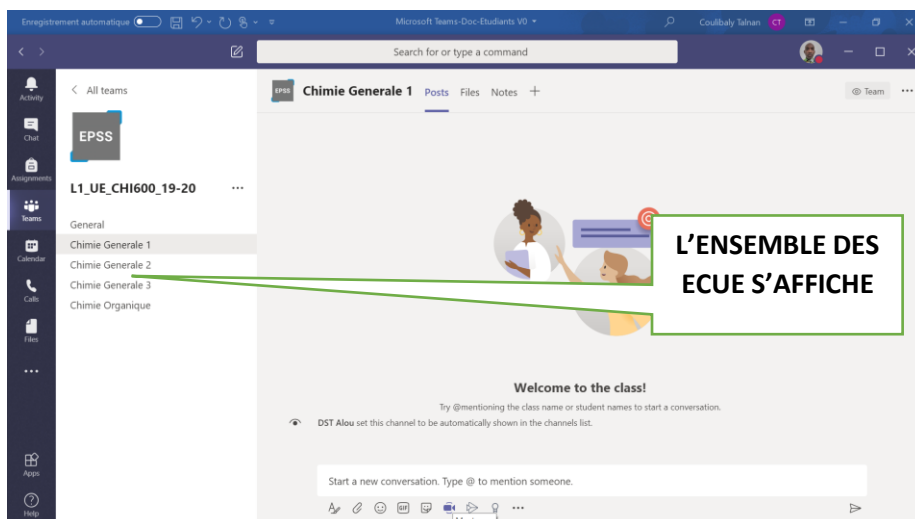 Enregistrement automatique
Microsoft Teams-Doc-Etudiants V0
Coulibaly Talnan
CT
Search for or type a command
Activity
Chat
Assignments
Teams
Calendar
Calls
Files
Apps
Help
All teams
EPSS
L1_UE_CHI600_19-20
General
Chimie Generale 1
Chimie Generale 2
Chimie Generale 3
Chimie Organique
EPSS
Chimie Generale 1 Posts Files Notes +
Team
L'ENSEMBLE DES
ECUE S'AFFICHE
Welcome to the class!
Try @mentioning the class name or student names to start a conversation.
DST Alou set this channel to be automatically shown in the channels list.
Start a new conversation. Type @ to mention someone.
GIF